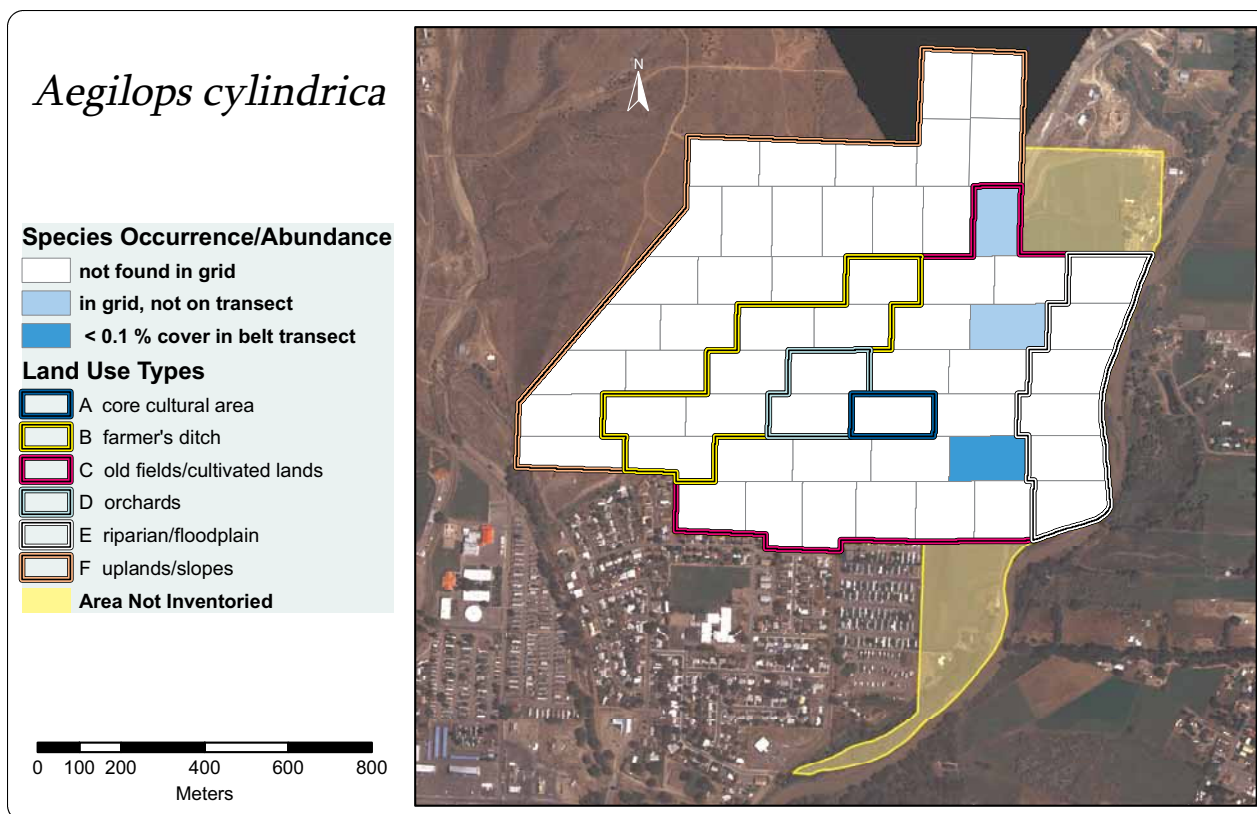 Aegilops cylindrica
N
Species Occurrence/Abundance
not found in grid
in grid, not on transect
< 0.1 % cover in belt transect
Land Use Types
A core cultural area
B farmer's ditch
C old fields/cultivated lands
D orchards
E riparian/floodplain
F uplands/slopes
Area Not Inventoried
0 100 200 400 600 800
Meters